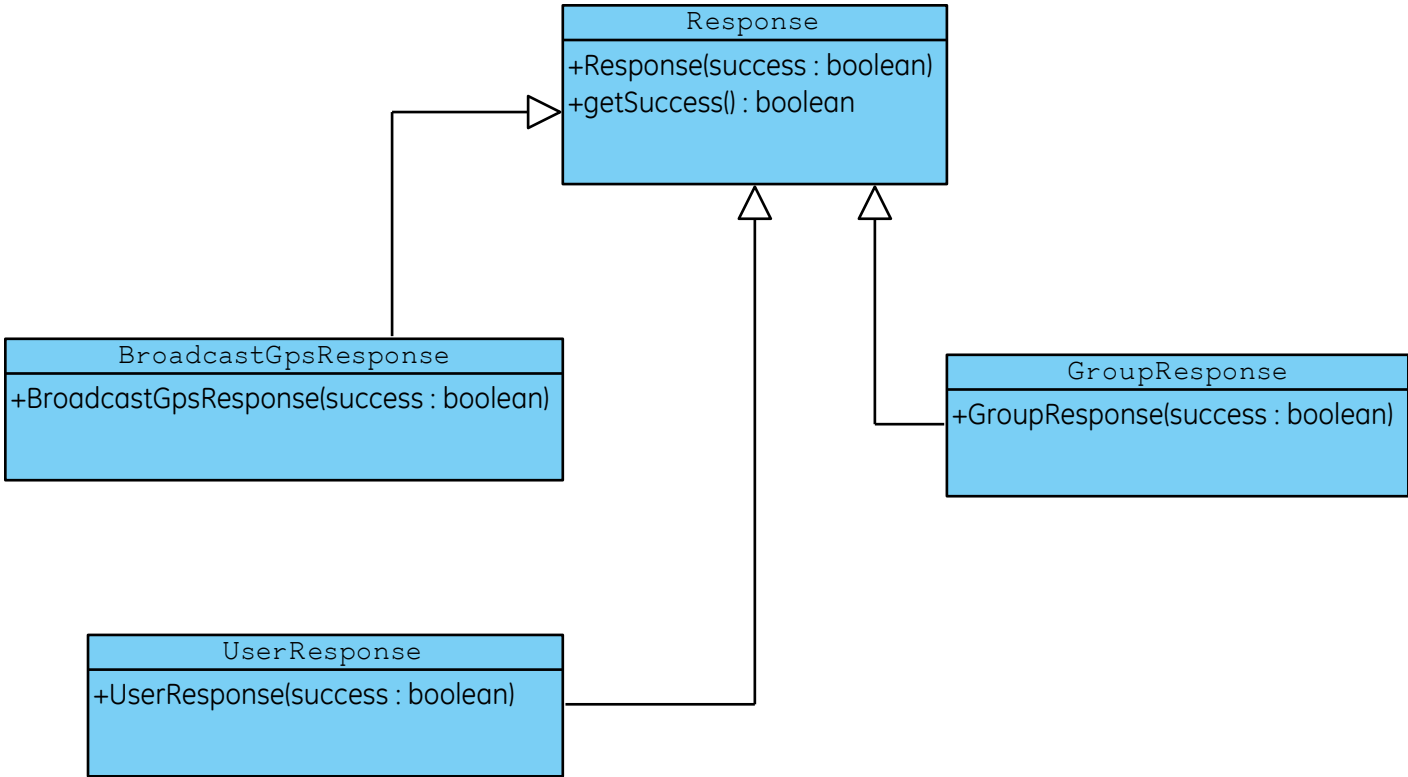 Response
+Response(success : boolean)
+getSuccess() : boolean
BroadcastGpsResponse
+BroadcastGpsResponse(success : boolean)
GroupResponse
+GroupResponse(success : boolean)
UserResponse
+UserResponse(success : boolean)